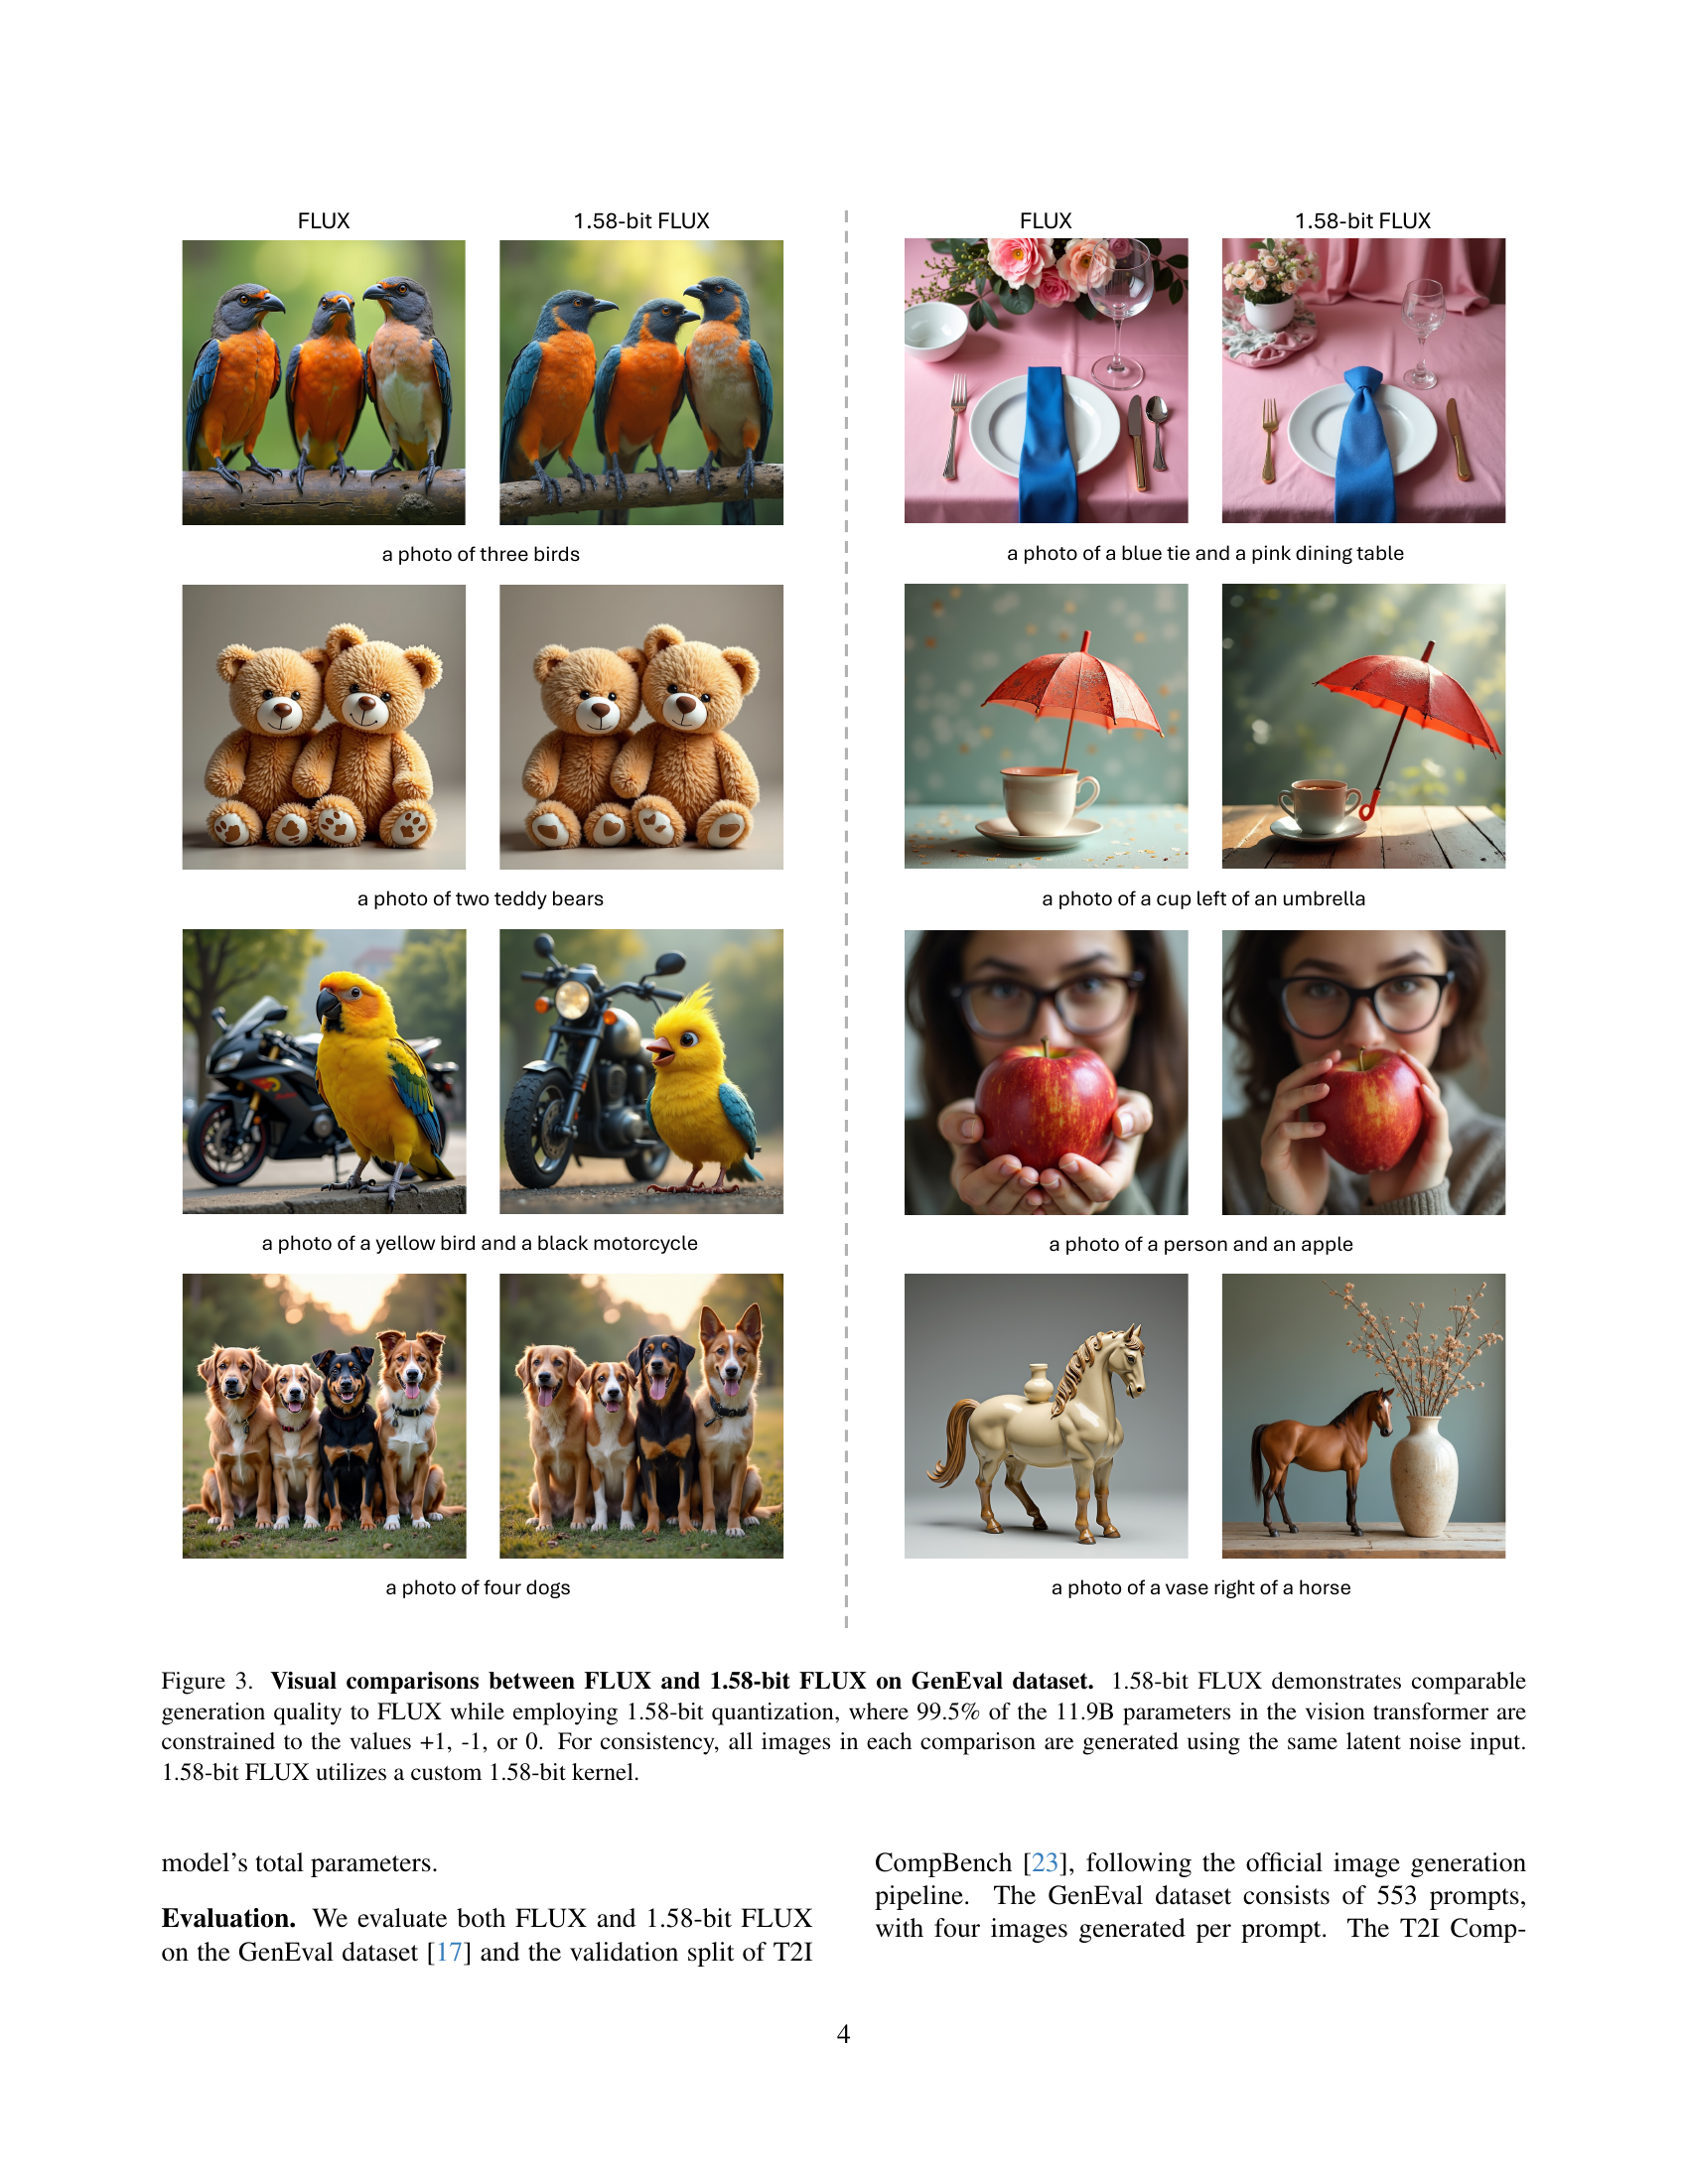 FLUX
1.58-bit FLUX
a photo of three birds
a photo of two teddy bears
a photo of a yellow bird and a black motorcycle
a photo of four dogs
FLUX
1.58-bit FLUX
a photo of a blue tie and a pink dining table
a photo of a cup left of an umbrella
a photo of a person and an apple
a photo of a vase right of a horse
Figure 3. Visual comparisons between FLUX and 1.58-bit FLUX on GenEval dataset. 1.58-bit FLUX demonstrates comparable
generation quality to FLUX while employing 1.58-bit quantization, where 99.5% of the 11.9B parameters in the vision transformer are
constrained to the values +1, -1, or 0. For consistency, all images in each comparison are generated using the same latent noise input.
1.58-bit FLUX utilizes a custom 1.58-bit kernel.
model's total parameters.
Evaluation. We evaluate both FLUX and 1.58-bit FLUX
on the GenEval dataset [17] and the validation split of T2I
CompBench [23], following the official image generation
pipeline. The GenEval dataset consists of 553 prompts,
with four images generated per prompt. The T2I Comp-
4